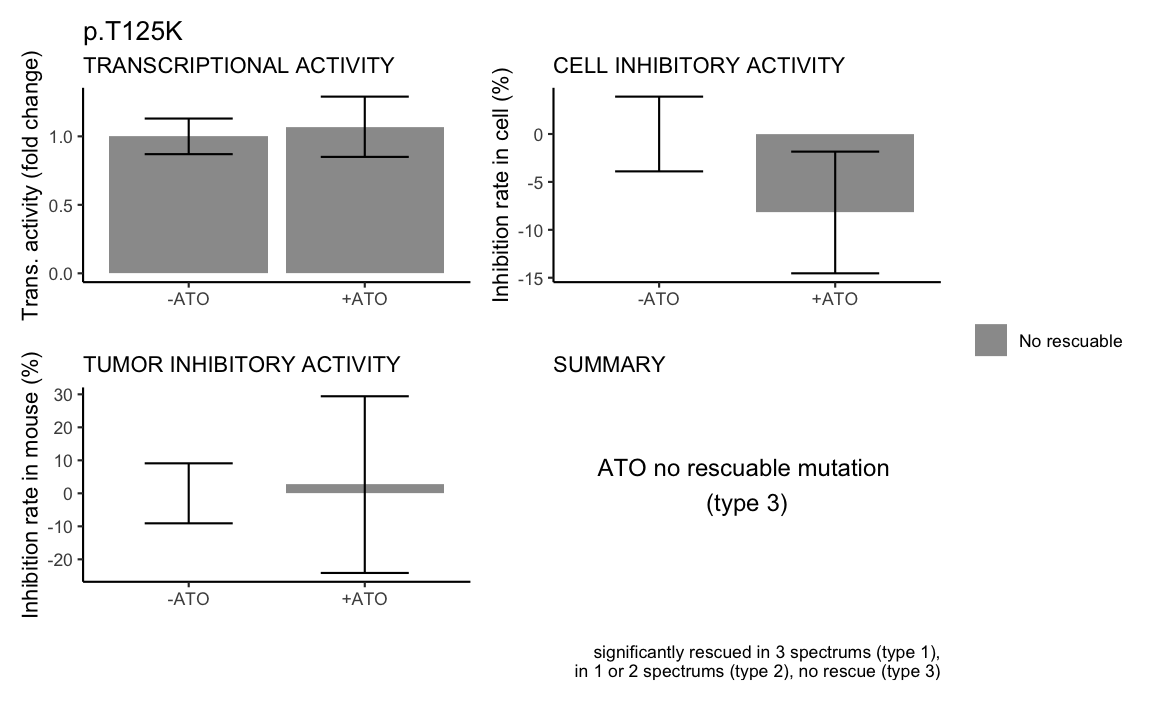 p.T125K
TRANSCRIPTIONAL ACTIVITY
Trans. activity (fold change)
1.0
0.5
0.0
-ATO
+ATO
CELL INHIBITORY ACTIVITY
Inhibition rate in cell (%)
0
-5
-10
-15
-ATO
+ATO
No rescuable
TUMOR INHIBITORY ACTIVITY
Inhibition rate in mouse (%)
30
20
10
0
-10
-20
-ATO
+ATO
SUMMARY
ATO no rescuable mutation
(type 3)
significantly rescued in 3 spectrums (type 1),
in 1 or 2 spectrums (type 2), no rescue (type 3)